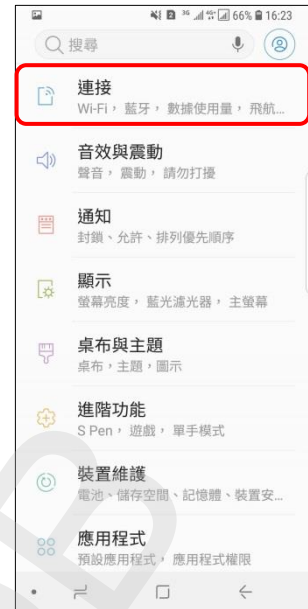 3G 4G+ 66% 16:23
搜尋
連接
Wi-Fi, 藍牙, 數據使用量, 飛航...
音效與震動
聲音, 震動, 請勿打擾
通知
封鎖、允許、排列優先順序
顯示
螢幕亮度, 藍光濾光器, 主螢幕
桌布與主題
桌布, 主題, 圖示
進階功能
S Pen, 遊戲, 單手模式
裝置維護
電池、儲存空間、記憶體、裝置安...
應用程式
預設應用程式, 應用程式權限